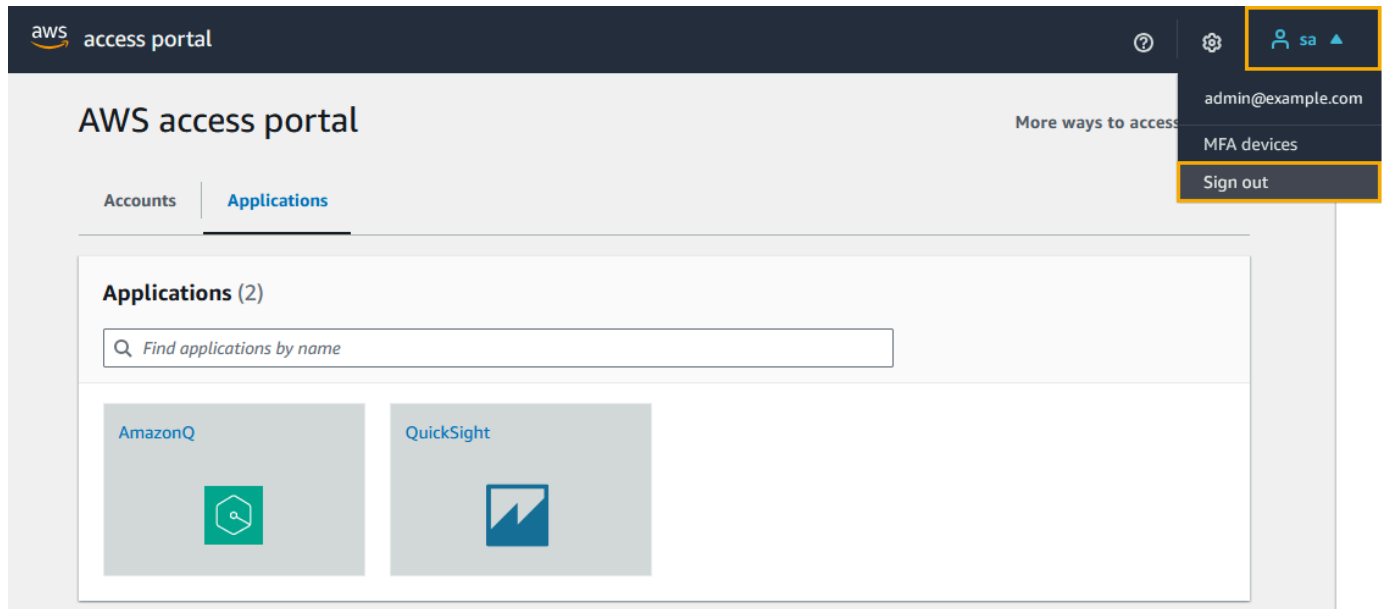 aws access portal
sa
admin@example.com
AWS access portal
More ways to access
MFA devices
Sign out
Accounts
Applications
Applications (2)
Find applications by name
AmazonQ
QuickSight